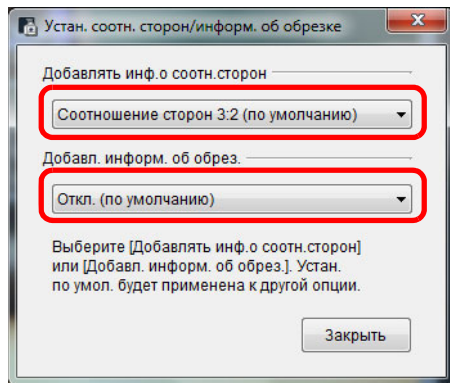 Устан. соотн. сторон/информ. об обрезке
Добавлять инф.о соотн.сторон
Соотношение сторон 3:2 (по умолчанию)
Добавл. информ. об обрез.
Откл. (по умолчанию)
Выберите [Добавлять инф.о соотн.сторон]
или [Добавл. информ. об обрез.]. Устан.
по умол. будет применена к другой опции.
Закрыть